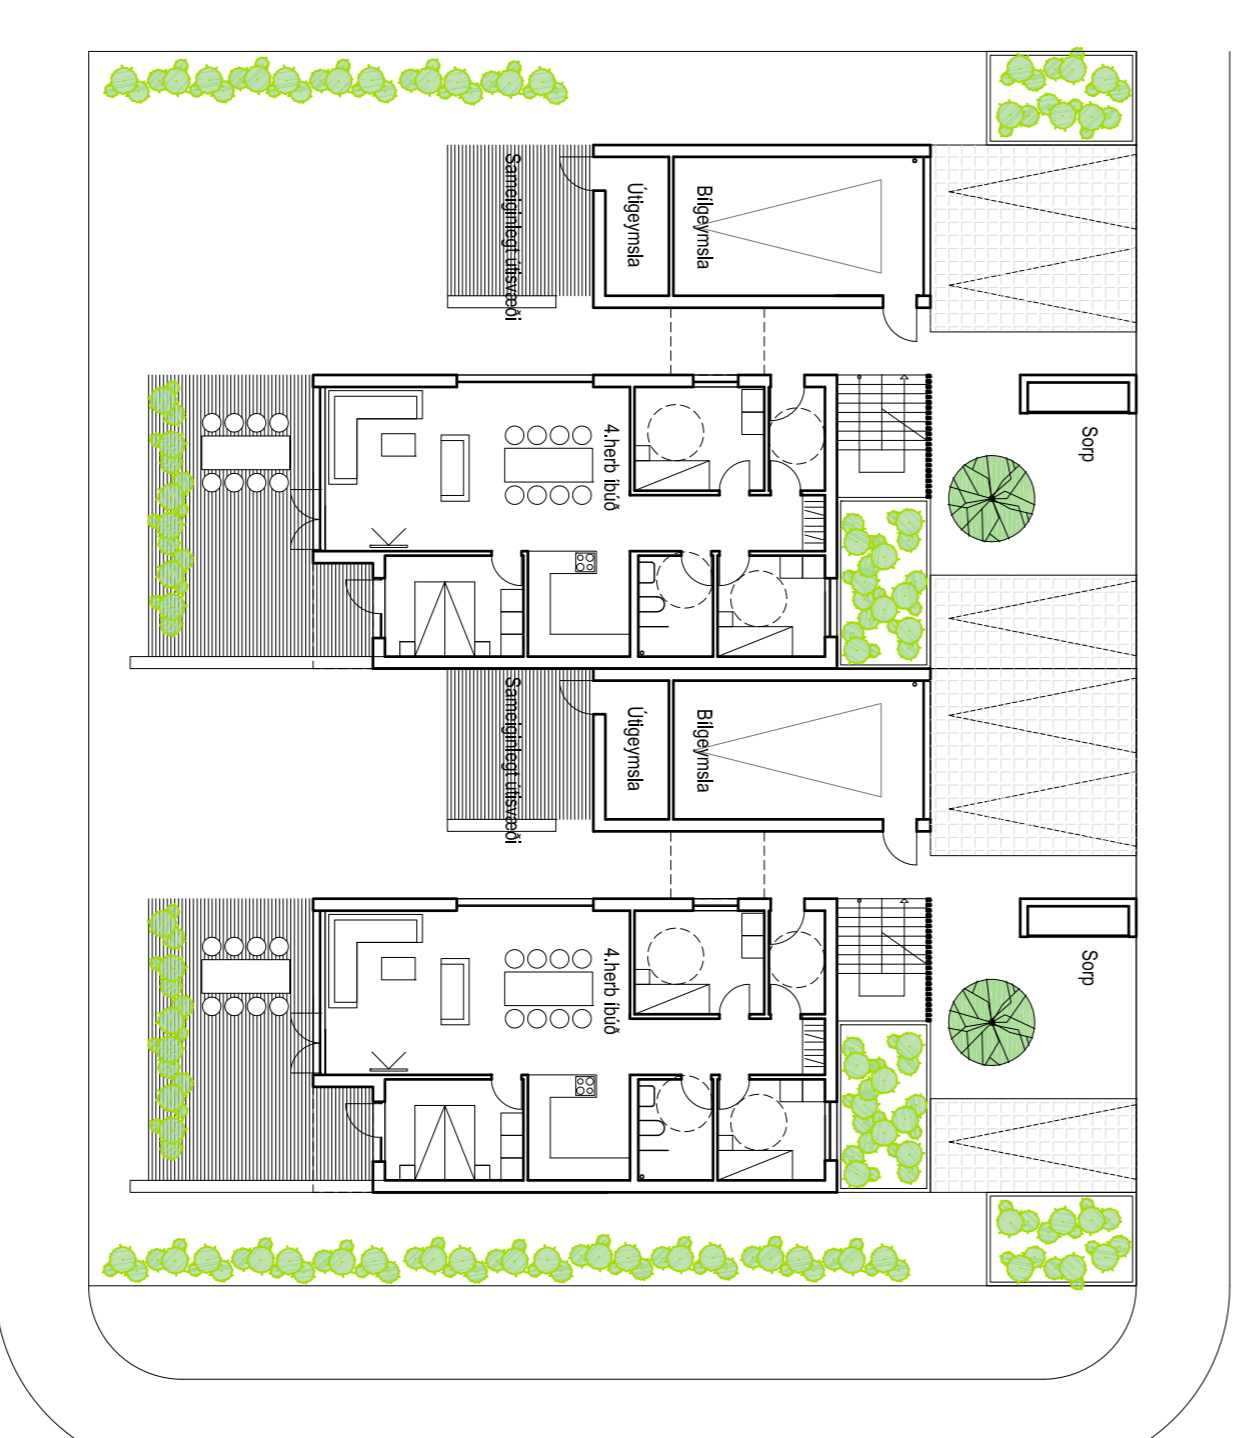 Sameiginlegt útisvæði
Útigeymsla
Bílgeymsla
4.herb íbúð
Sorp
Sameiginlegt útisvæði
Útigeymsla
Bílgeymsla
4.herb íbúð
Sorp